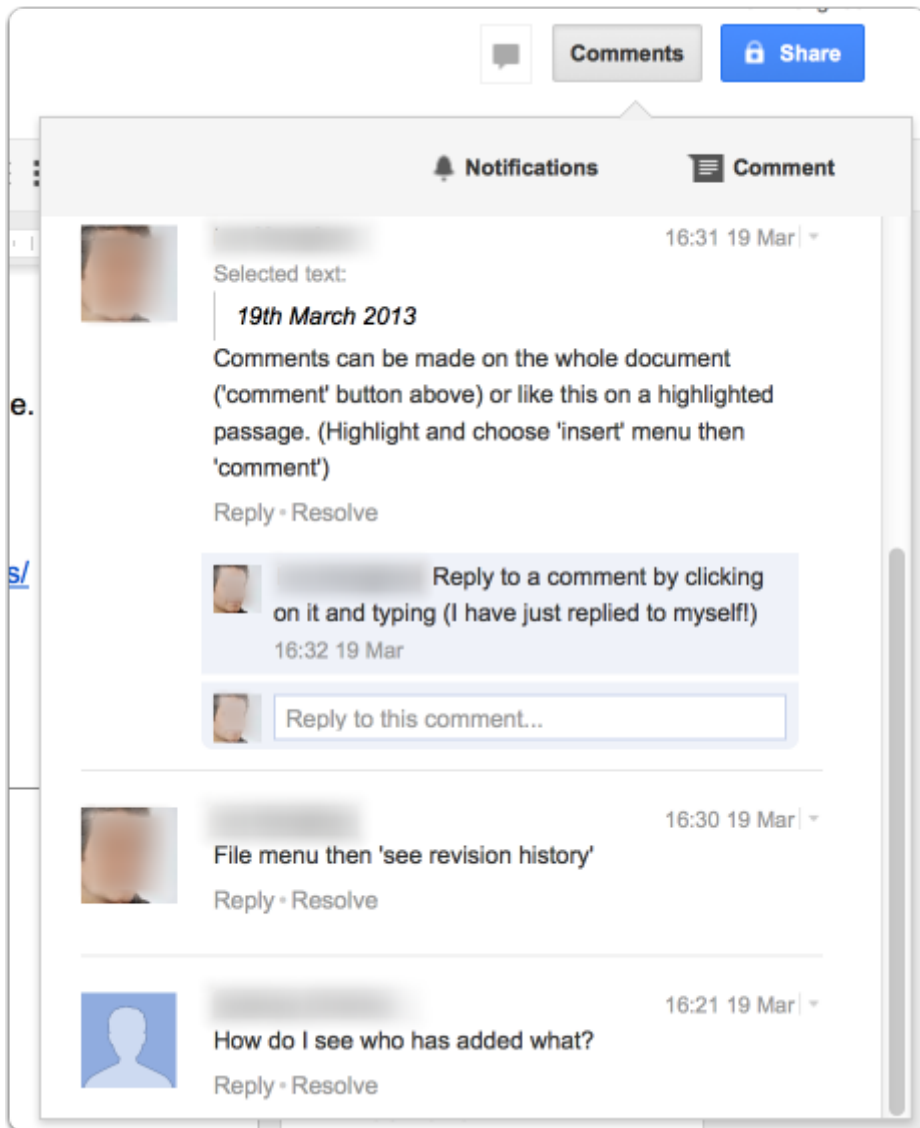 Comments
Share
Notifications
Comment
16:31 19 Mar
Selected text:
19th March 2013
Comments can be made on the whole document
('comment' button above) or like this on a highlighted
passage. (Highlight and choose 'insert' menu then
'comment')
Reply • Resolve
e.
s/
Reply to a comment by clicking
on it and typing (I have just replied to myself!)
16:32 19 Mar
Reply to this comment...
16:30 19 Mar
File menu then 'see revision history'
Reply • Resolve
16:21 19 Mar
How do I see who has added what?
Reply • Resolve